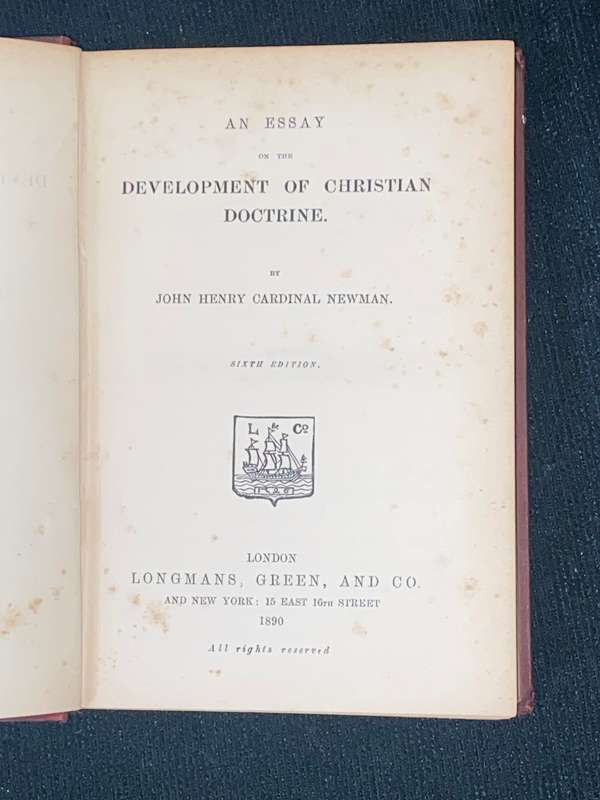 AN ESSAY
ON THE
DEVELOPMENT OF CHRISTIAN
DOCTRINE.
BY
JOHN HENRY CARDINAL NEWMAN.
SIXTH EDITION.
L Co
LONDON
LONGMANS, GREEN, AND CO.
AND NEW YORK: 15 EAST 16TH STREET
1890
All rights reserved